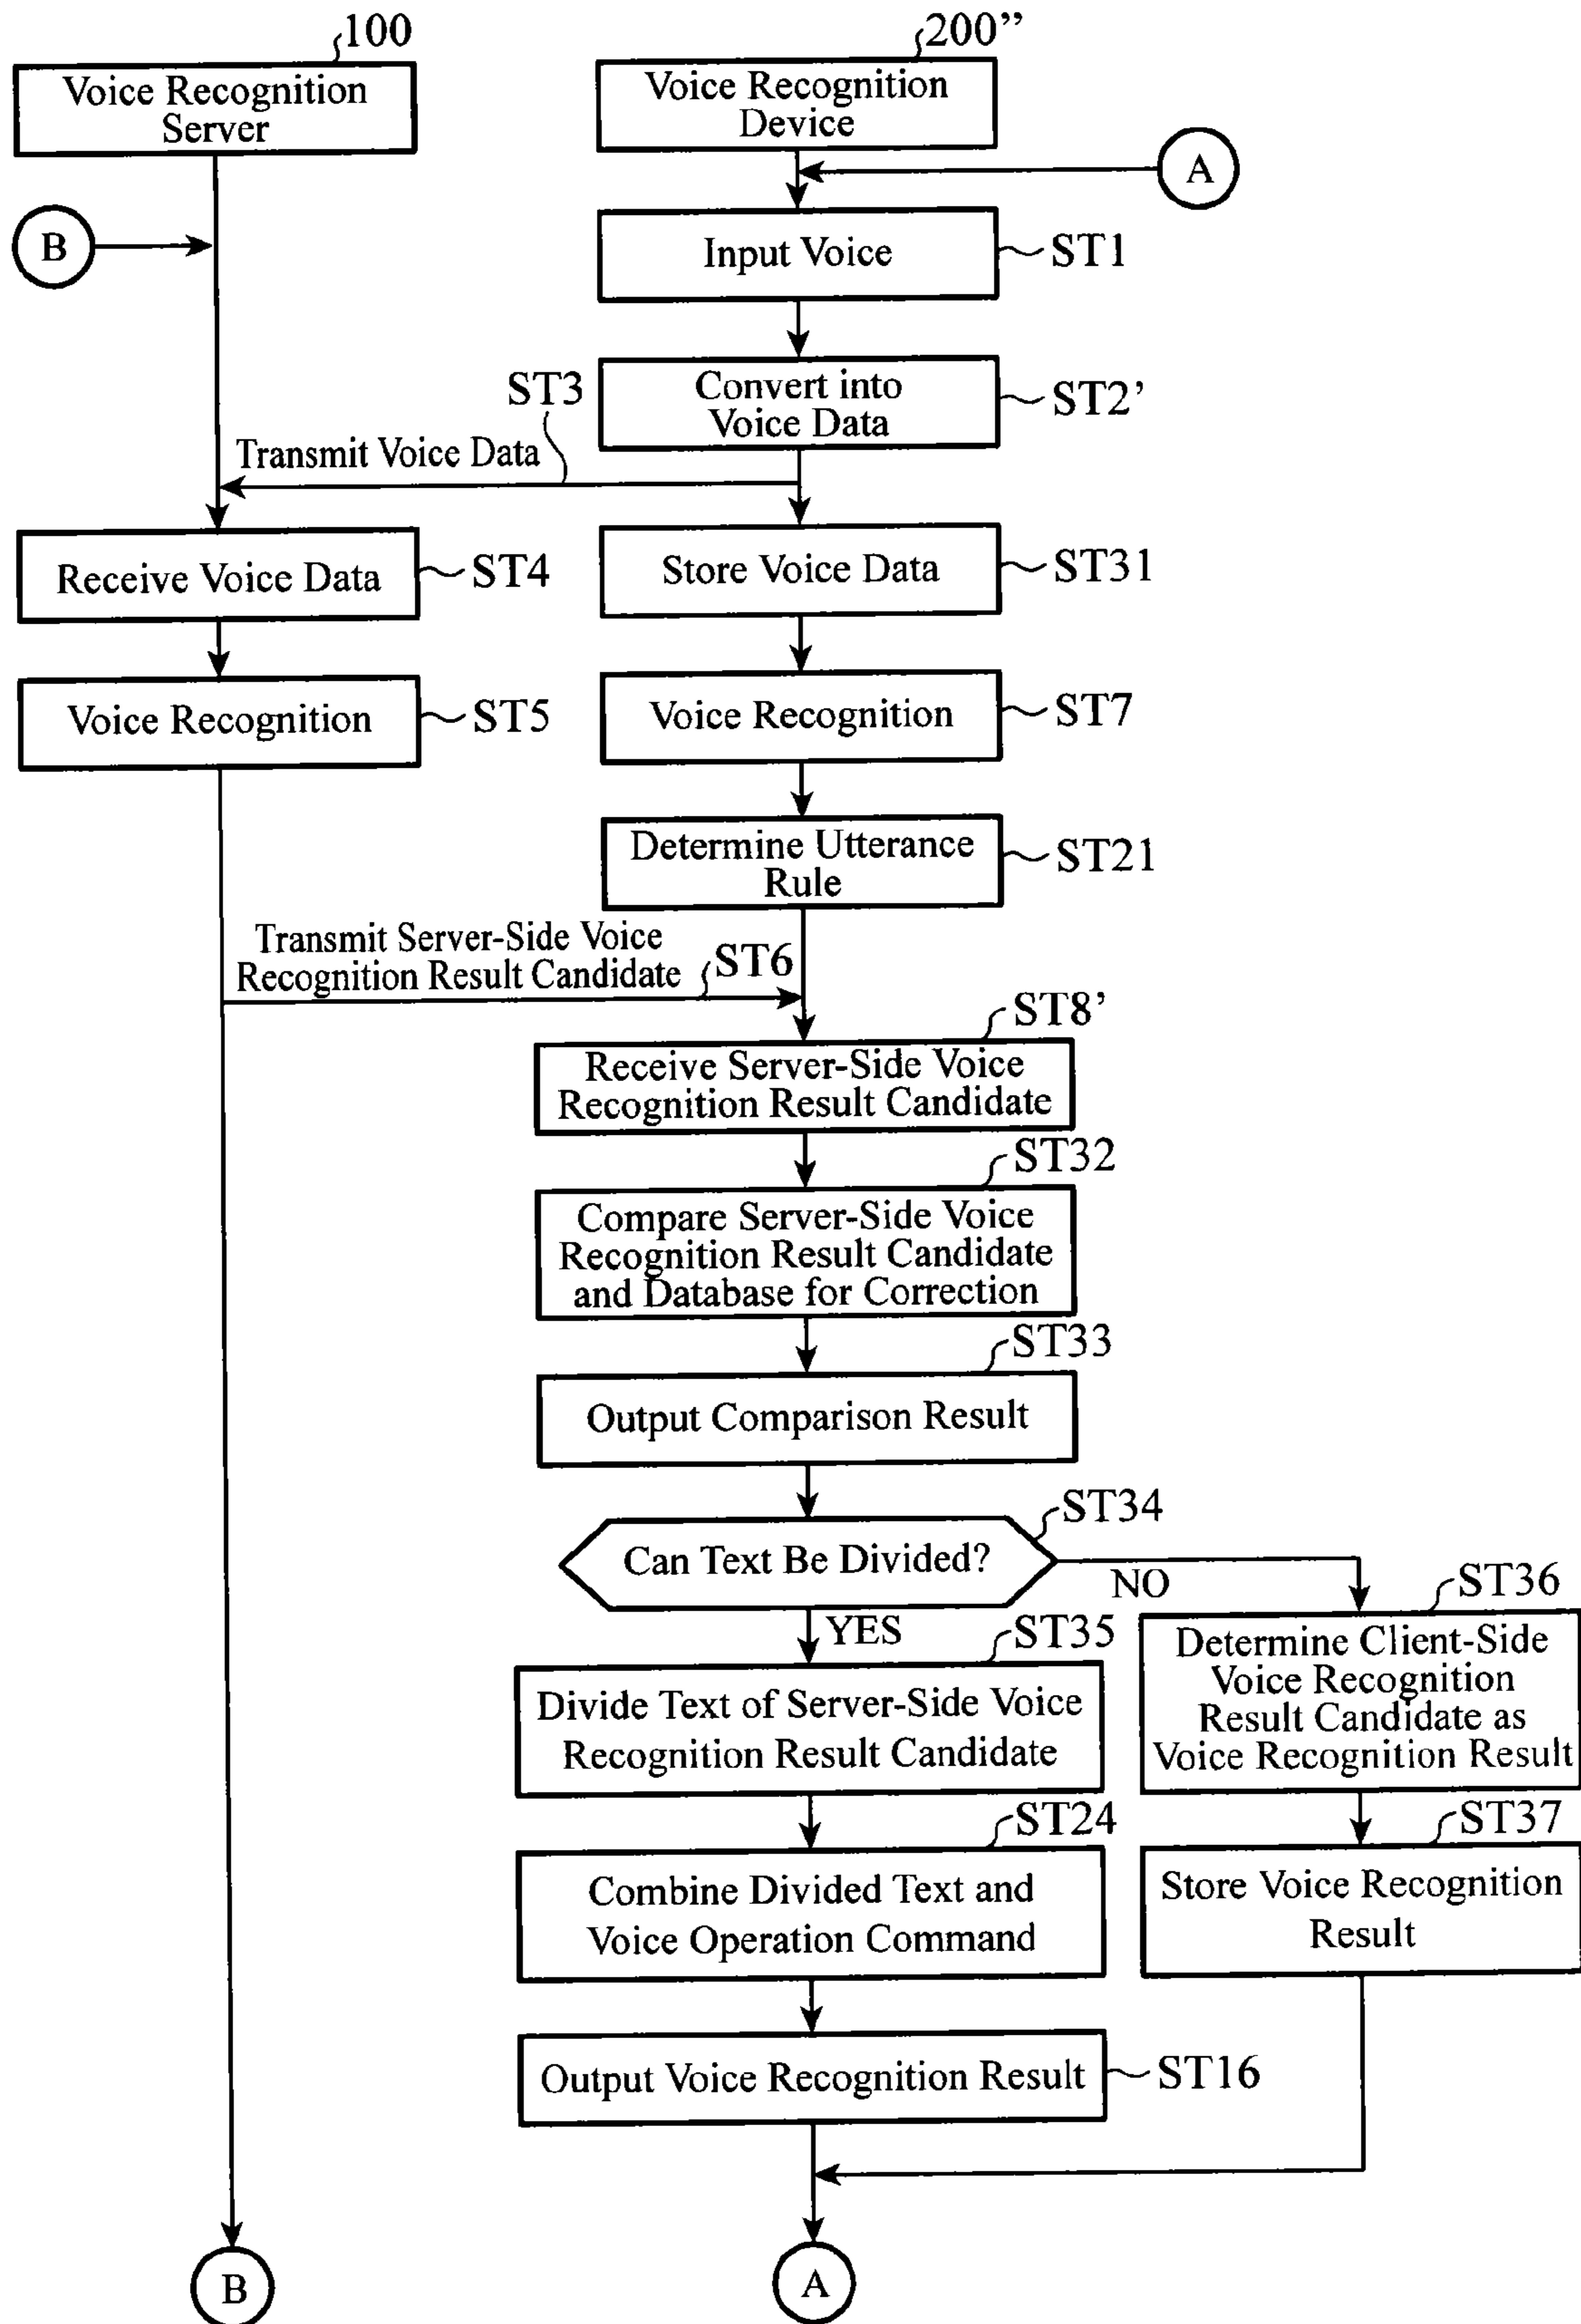 100
200”
Voice Recognition
Server
Voice Recognition
Device
A
B
Input Voice
ST1
ST3
Convert into
Voice Data
ST2’
Transmit Voice Data
Receive Voice Data
ST4
Store Voice Data
ST31
Voice Recognition
ST5
Voice Recognition
ST7
Determine Utterance
Rule
ST21
Transmit Server-Side Voice
Recognition Result Candidate
ST6
ST8’
Receive Server-Side Voice
Recognition Result Candidate
ST32
Compare Server-Side Voice
Recognition Result Candidate
and Database for Correction
ST33
Output Comparison Result
ST34
Can Text Be Divided?
NO
YES
ST35
ST36
Divide Text of Server-Side Voice
Recognition Result Candidate
Determine Client-Side
Voice Recognition
Result Candidate as
Voice Recognition Result
ST24
ST37
Combine Divided Text and
Voice Operation Command
Store Voice Recognition
Result
Output Voice Recognition Result
ST16
B
A